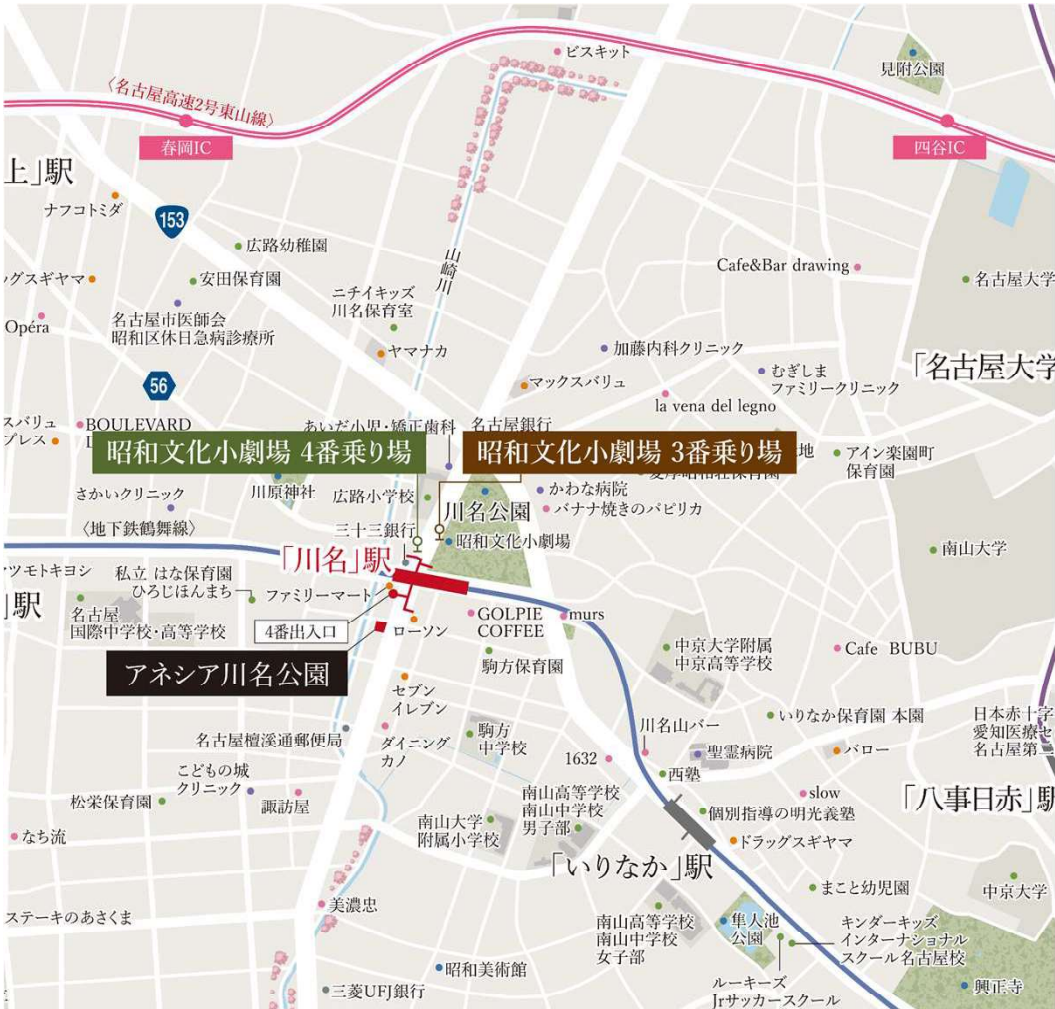 ビスキット
見附公園
〈名古屋高速2号東山線〉
春岡IC
四谷IC
上」駅
ナフコトミダ
153
広路幼稚園
山崎川
Cafe&Bar drawing
ッグスギヤマ
安田保育園
名古屋大学
ニチイキッズ
川名保育室
Opéra
名古屋市医師会
昭和区休日急病診療所
ヤマナカ
加藤内科クリニック
「名古屋大学
むぎしま
ファミリークリニック
56
マックスバリュ
la vena del legno
スバリュ
プレス
BOULEVARD
あいだ小児・矯正歯科
名古屋銀行
昭和文化小劇場 4番乗り場
昭和文化小劇場 3番乗り場
地
アイン楽園町
保育園
さかいクリニック
川原神社
広路小学校
川名公園
かわな病院
バナナ焼きのパピリカ
〈地下鉄鶴舞線〉
三十三銀行
昭和文化小劇場
「川名」駅
南山大学
ツモトキヨシ
」駅
私立 はな保育園
ひろじほんまち
ファミリーマート
名古屋
国際中学校・高等学校
4番出入口
ローソン
GOLPIE
COFFEE
murs
アネシア川名公園
駒方保育園
中京大学附属
中京高等学校
Cafe BUBU
セブン
イレブン
名古屋檀溪通郵便局
ダイニング
カノ
駒方
中学校
川名山バー
いりなか保育園 本園
日本赤十字
愛知医療セ
名古屋第二
1632
聖霊病院
バロー
こどもの城
クリニック
西塾
松栄保育園
諏訪屋
南山高等学校
南山中学校
男子部
slow
「八事日赤」駅
なち流
南山大学
附属小学校
個別指導の明光義塾
ドラッグスギヤマ
「いりなか」駅
まこと幼児園
中京大学
美濃忠
ステーキのあさくま
南山高等学校
南山中学校
女子部
隼人池
公園
キンダーキッズ
インターナショナル
スクール名古屋校
昭和美術館
三菱UFJ銀行
ルーキーズ
Jrサッカースクール
興正寺